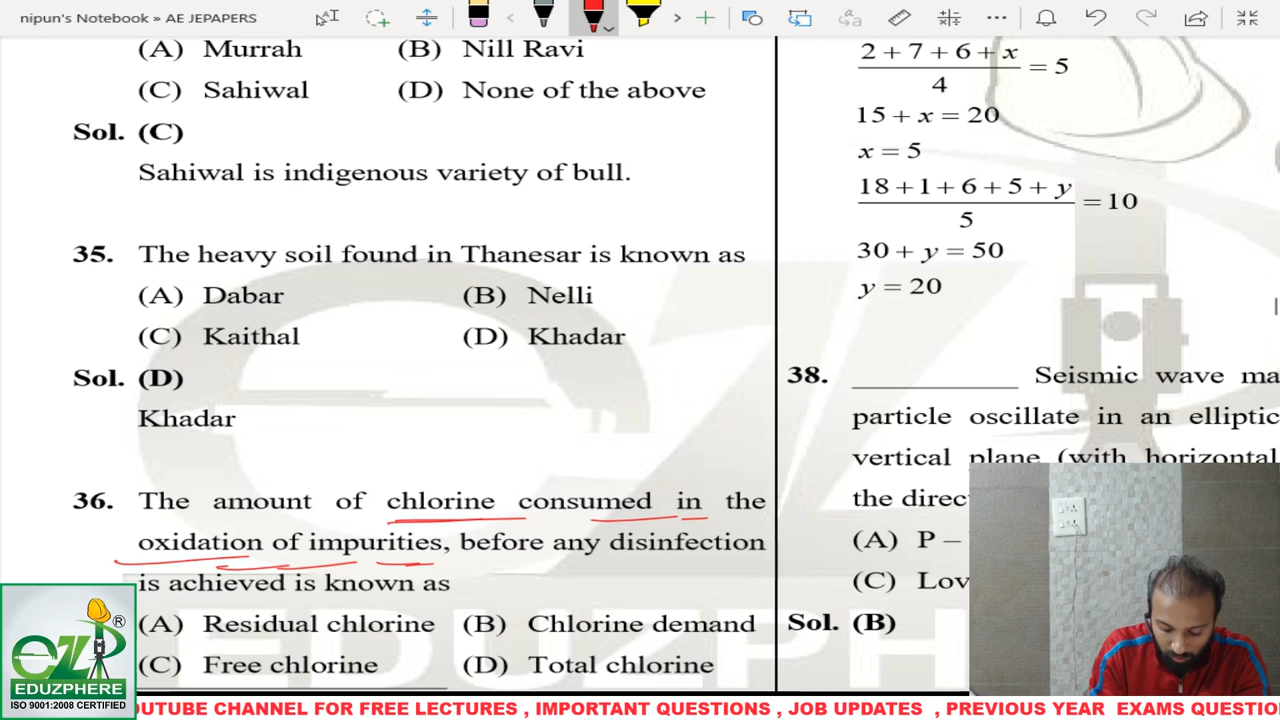 nipun's Notebook » AE JEPAPERS
(A) Murrah (B) Nill Ravi
(C) Sahiwal (D) None of the above
Sol. (C)
Sahiwal is indigenous variety of bull.
35. The heavy soil found in Thanesar is known as
(A) Dabar (B) Nelli
(C) Kaithal (D) Khadar
Sol. (D)
Khadar
36. The amount of chlorine consumed in the
oxidation of impurities, before any disinfection
is achieved is known as
(A) Residual chlorine (B) Chlorine demand
(C) Free chlorine (D) Total chlorine
2 + 7 + 6 + x
4
= 5
15 + x = 20
x = 5
18 + 1 + 6 + 5 + y
5
= 10
30 + y = 50
y = 20
38. ____________ Seismic wave ma
particle oscillate in an elliptic
vertical plane (with horizontal
the direc
(A) P –
(C) Lov
Sol. (B)
EZ
EDUZPHERE
ISO 9001:2008 CERTIFIED
®
OUTUBE CHANNEL FOR FREE LECTURES , IMPORTANT QUESTIONS , JOB UPDATES , PREVIOUS YEAR EXAMS QUESTIO